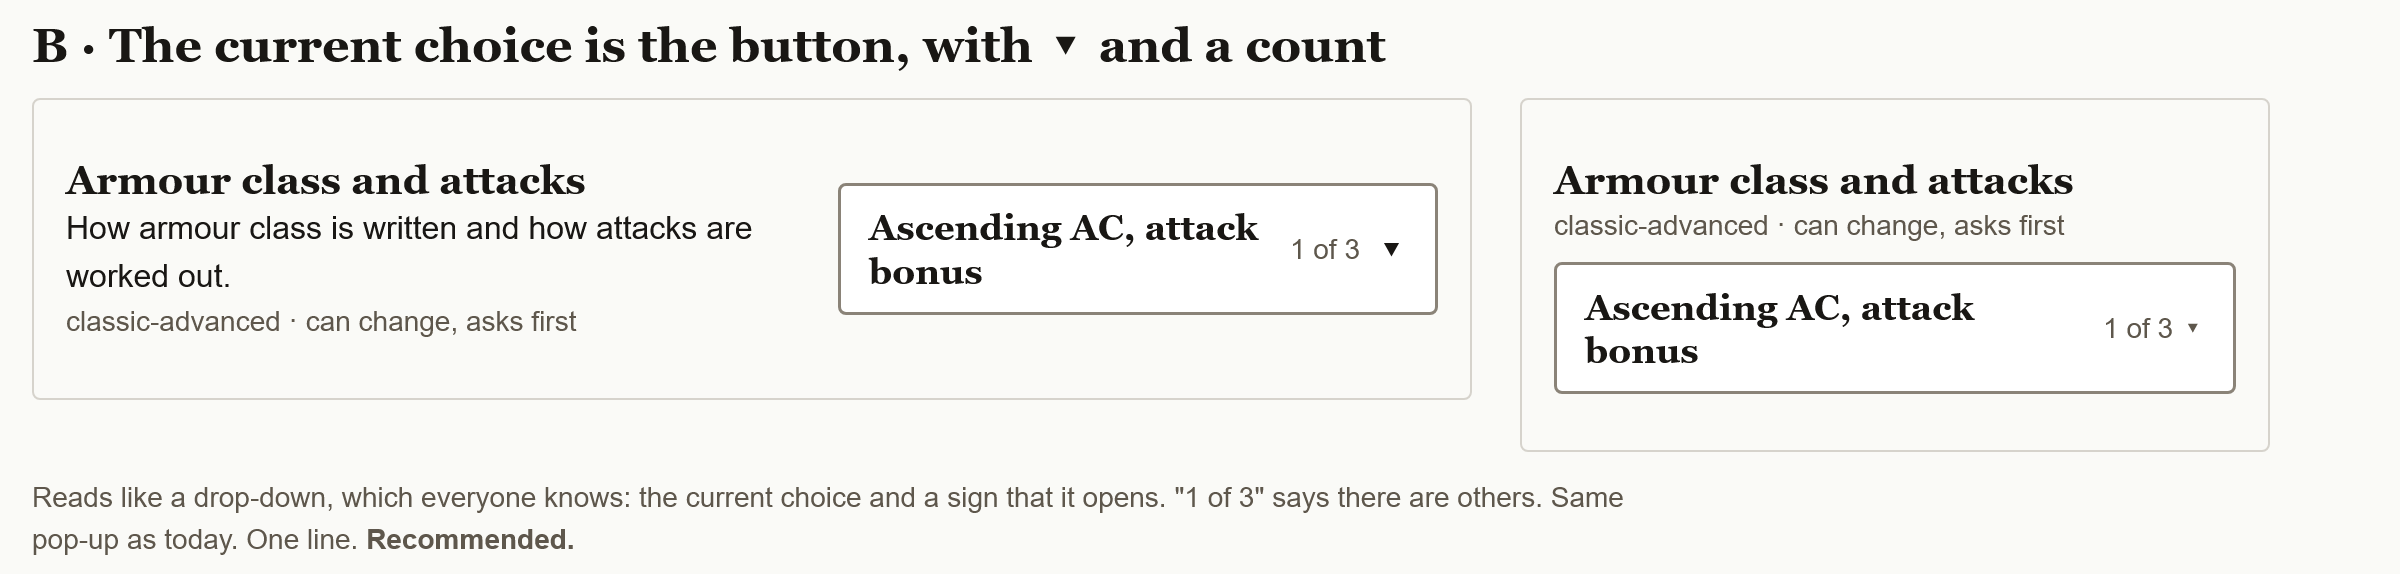 B · The current choice is the button, with ▼ and a count
Armour class and attacks
How armour class is written and how attacks are
worked out.
classic-advanced · can change, asks first
Ascending AC, attack
bonus
1 of 3 ▼
Armour class and attacks
classic-advanced · can change, asks first
Ascending AC, attack
bonus
1 of 3 ▼
Reads like a drop-down, which everyone knows: the current choice and a sign that it opens. "1 of 3" says there are others. Same
pop-up as today. One line. Recommended.